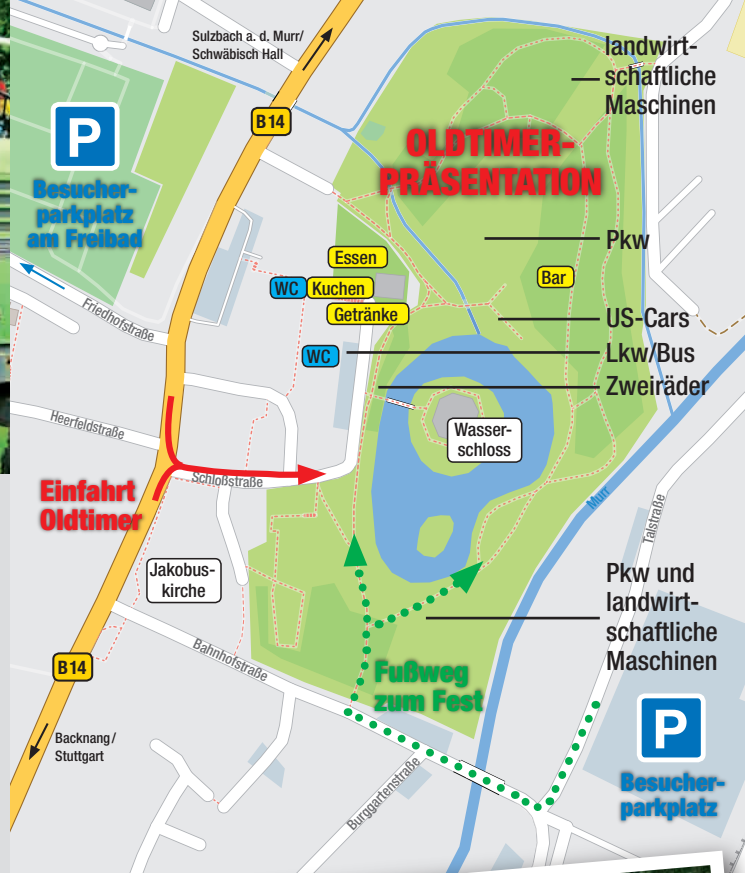 Sulzbach a. d. Murr/
Schwäbisch Hall
B14
P
Besucher-
parkplatz
am Freibad
OLDTIMER-
PRÄSENTATION
landwirt-
schaftliche
Maschinen
Pkw
Essen
WC Kuchen
Getränke
Bar
US-Cars
WC
Lkw/Bus
Zweiräder
Friedhofstraße
Heerfeldstraße
Wasser-
schloss
Schloßstraße
Einfahrt
Oldtimer
Murr
Talstraße
Jakobus-
kirche
Pkw und
landwirt-
schaftliche
Maschinen
Bahnhofstraße
B14
Fußweg
zum Fest
P
Besucher-
parkplatz
Backnang/
Stuttgart
Burggartenstraße